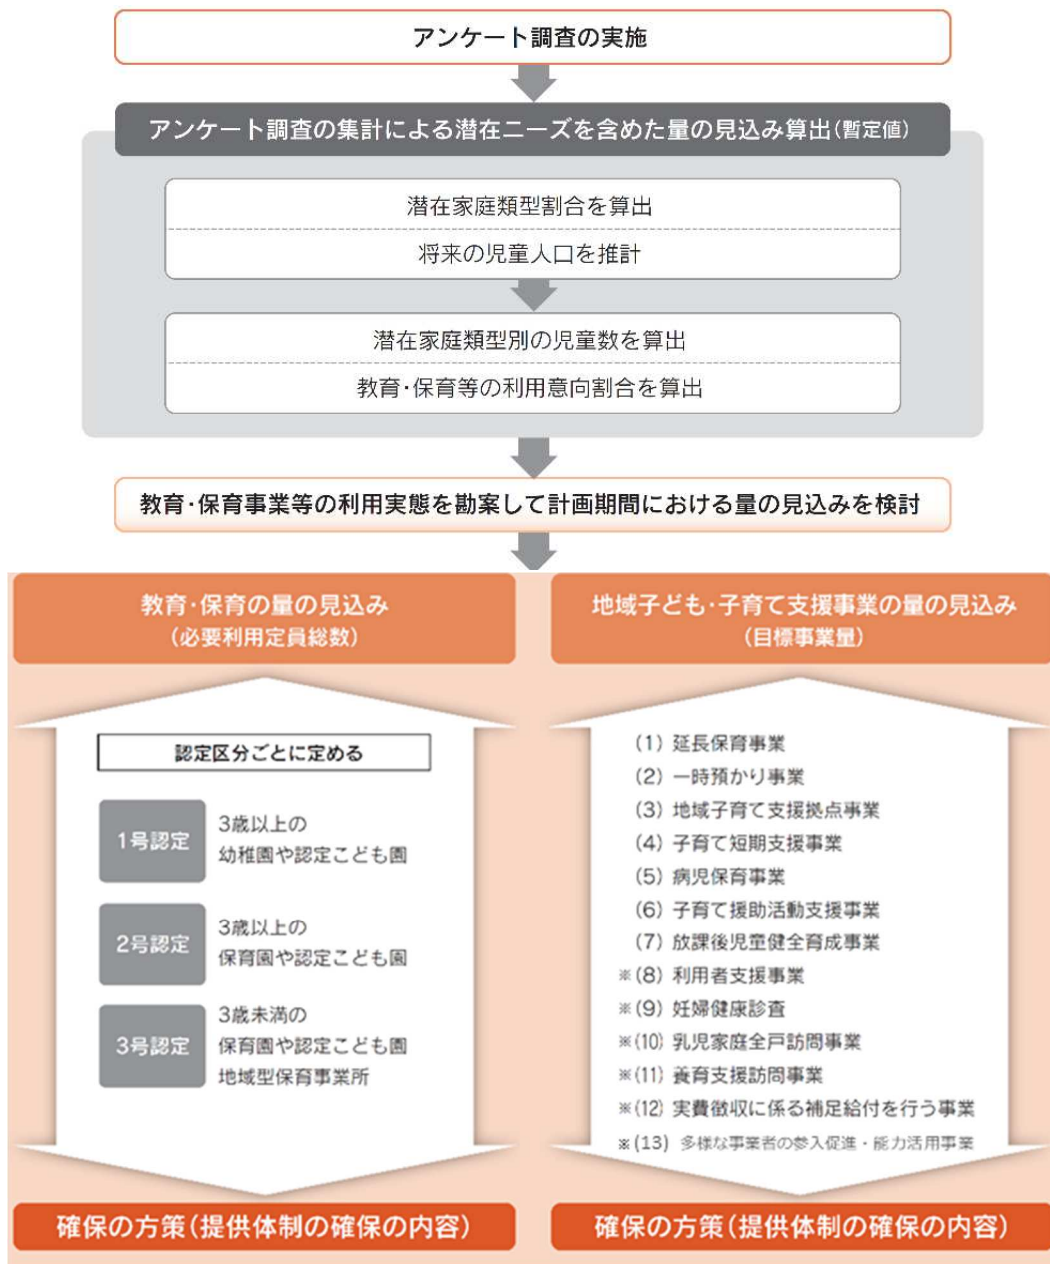 アンケート調査の実施
アンケート調査の集計による潜在ニーズを含めた量の見込み算出(暫定値)
潜在家庭類型割合を算出
将来の児童人口を推計
潜在家庭類型別の児童数を算出
教育・保育等の利用意向割合を算出
教育・保育事業等の利用実態を勘案して計画期間における量の見込みを検討
教育・保育の量の見込み
(必要利用定員総数)
認定区分ごとに定める
1号認定
3歳以上の
幼稚園や認定こども園
2号認定
3歳以上の
保育園や認定こども園
3号認定
3歳未満の
保育園や認定こども園
地域型保育事業所
確保の方策(提供体制の確保の内容)
地域子ども・子育て支援事業の量の見込み
(目標事業量)
(1) 延長保育事業
(2) 一時預かり事業
(3) 地域子育て支援拠点事業
(4) 子育て短期支援事業
(5) 病児保育事業
(6) 子育て援助活動支援事業
(7) 放課後児童健全育成事業
※(8) 利用者支援事業
※(9) 妊婦健康診査
※(10) 乳児家庭全戸訪問事業
※(11) 養育支援訪問事業
※(12) 実費徴収に係る補足給付を行う事業
※(13) 多様な事業者の参入促進・能力活用事業
確保の方策(提供体制の確保の内容)